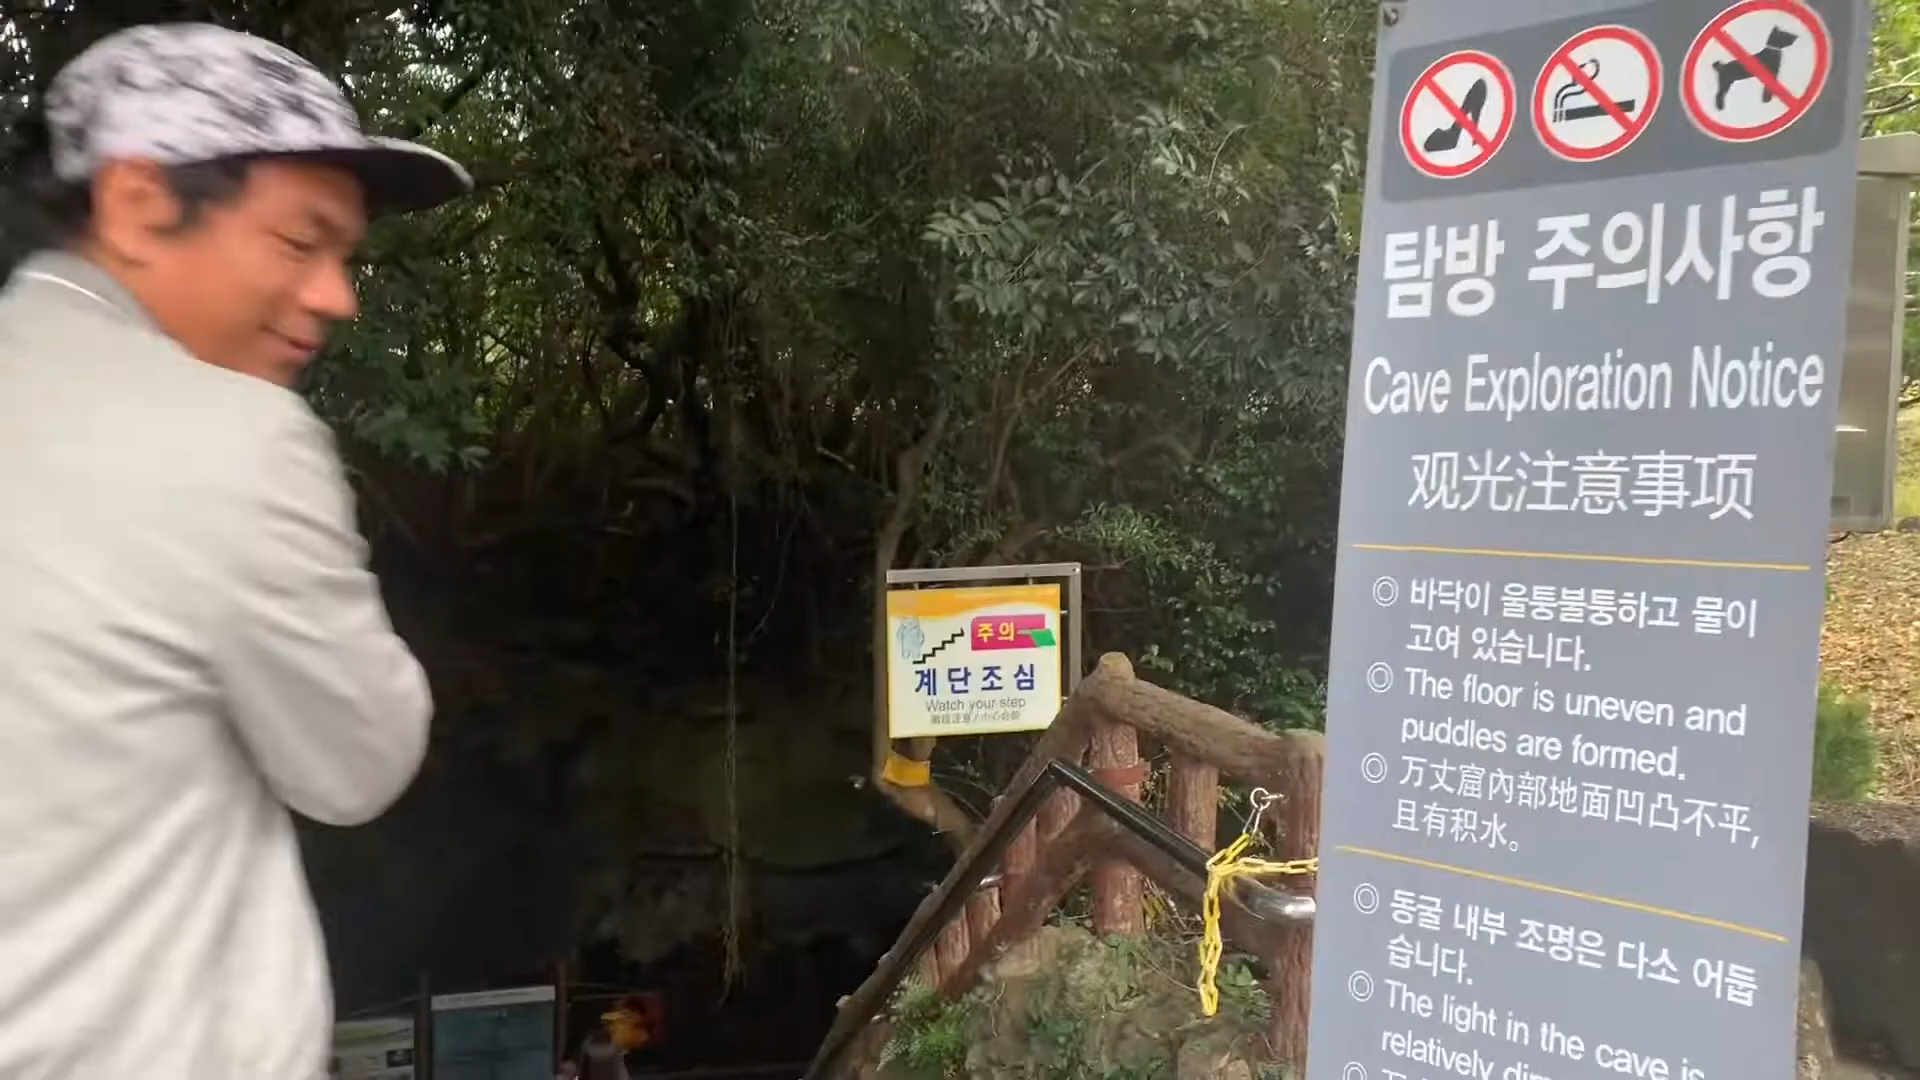 탐방 주의사항
Cave Exploration Notice
观光注意事项
◎ 바닥이 울퉁불퉁하고 물이
고여 있습니다.
◎ The floor is uneven and
puddles are formed.
◎ 万丈窟內部地面凹凸不平,
且有积水。
◎ 동굴 내부 조명은 다소 어둡
습니다.
◎ The light in the cave is
relatively dim
주의
계단조심
Watch your step